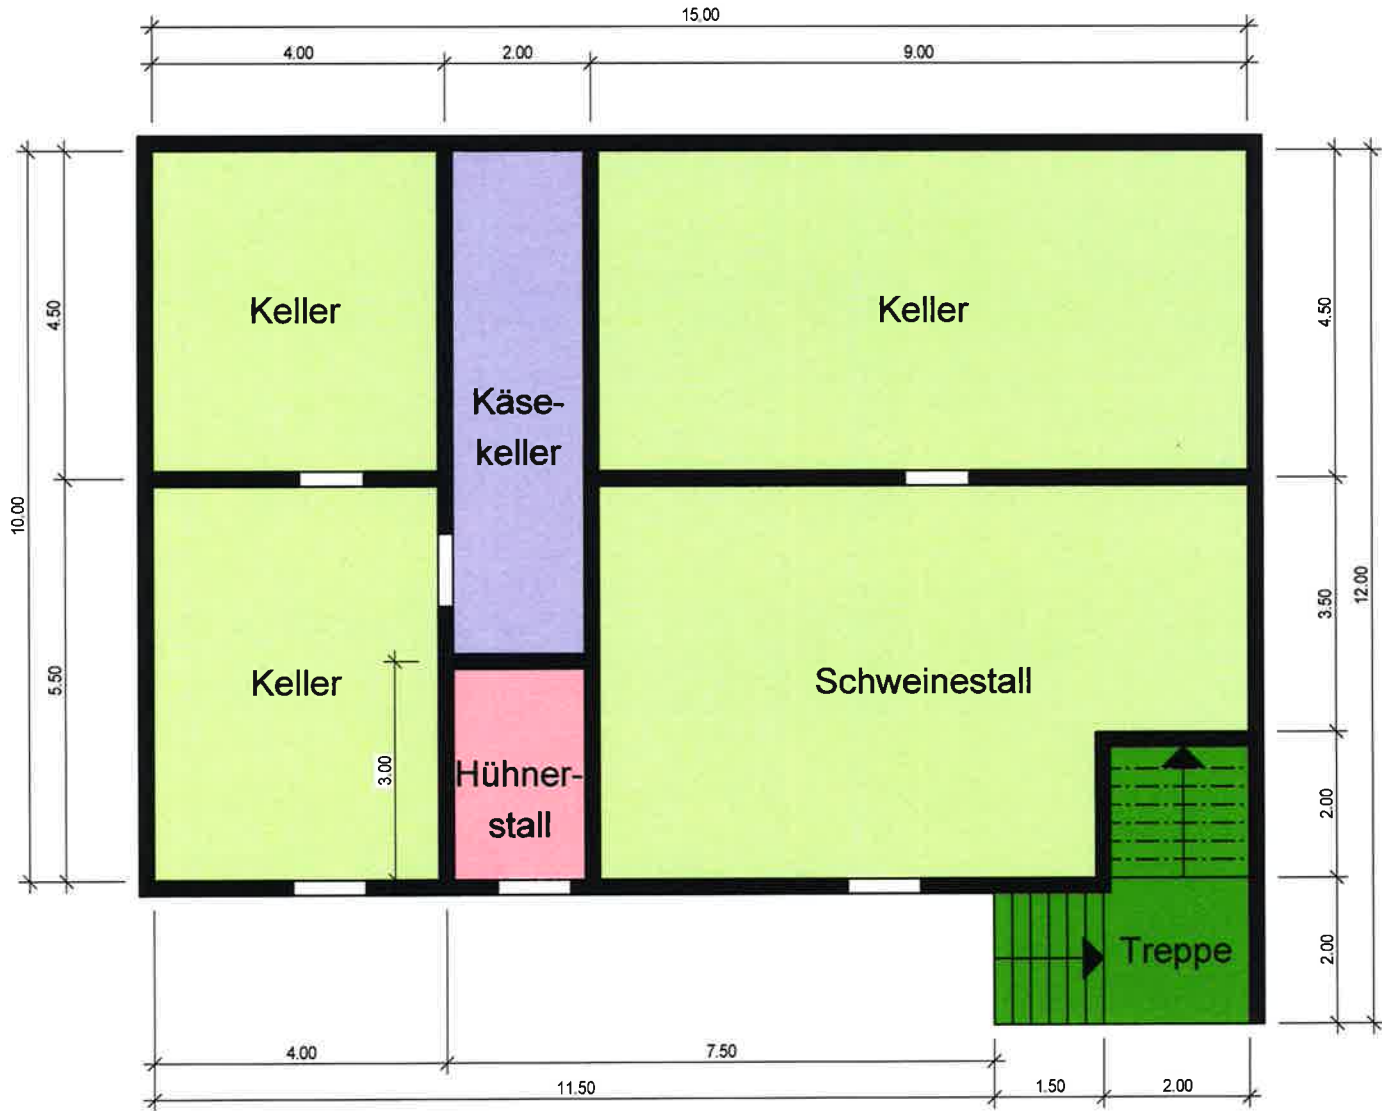 15,00
4.00
2.00
9.00
Keller
Keller
4.50
4.50
Käse-
keller
10.00
3.50
12.00
Keller
Schweinestall
5.50
3.00
Hühner-
stall
2.00
Treppe
2.00
4.00
7.50
11.50
1.50
2.00